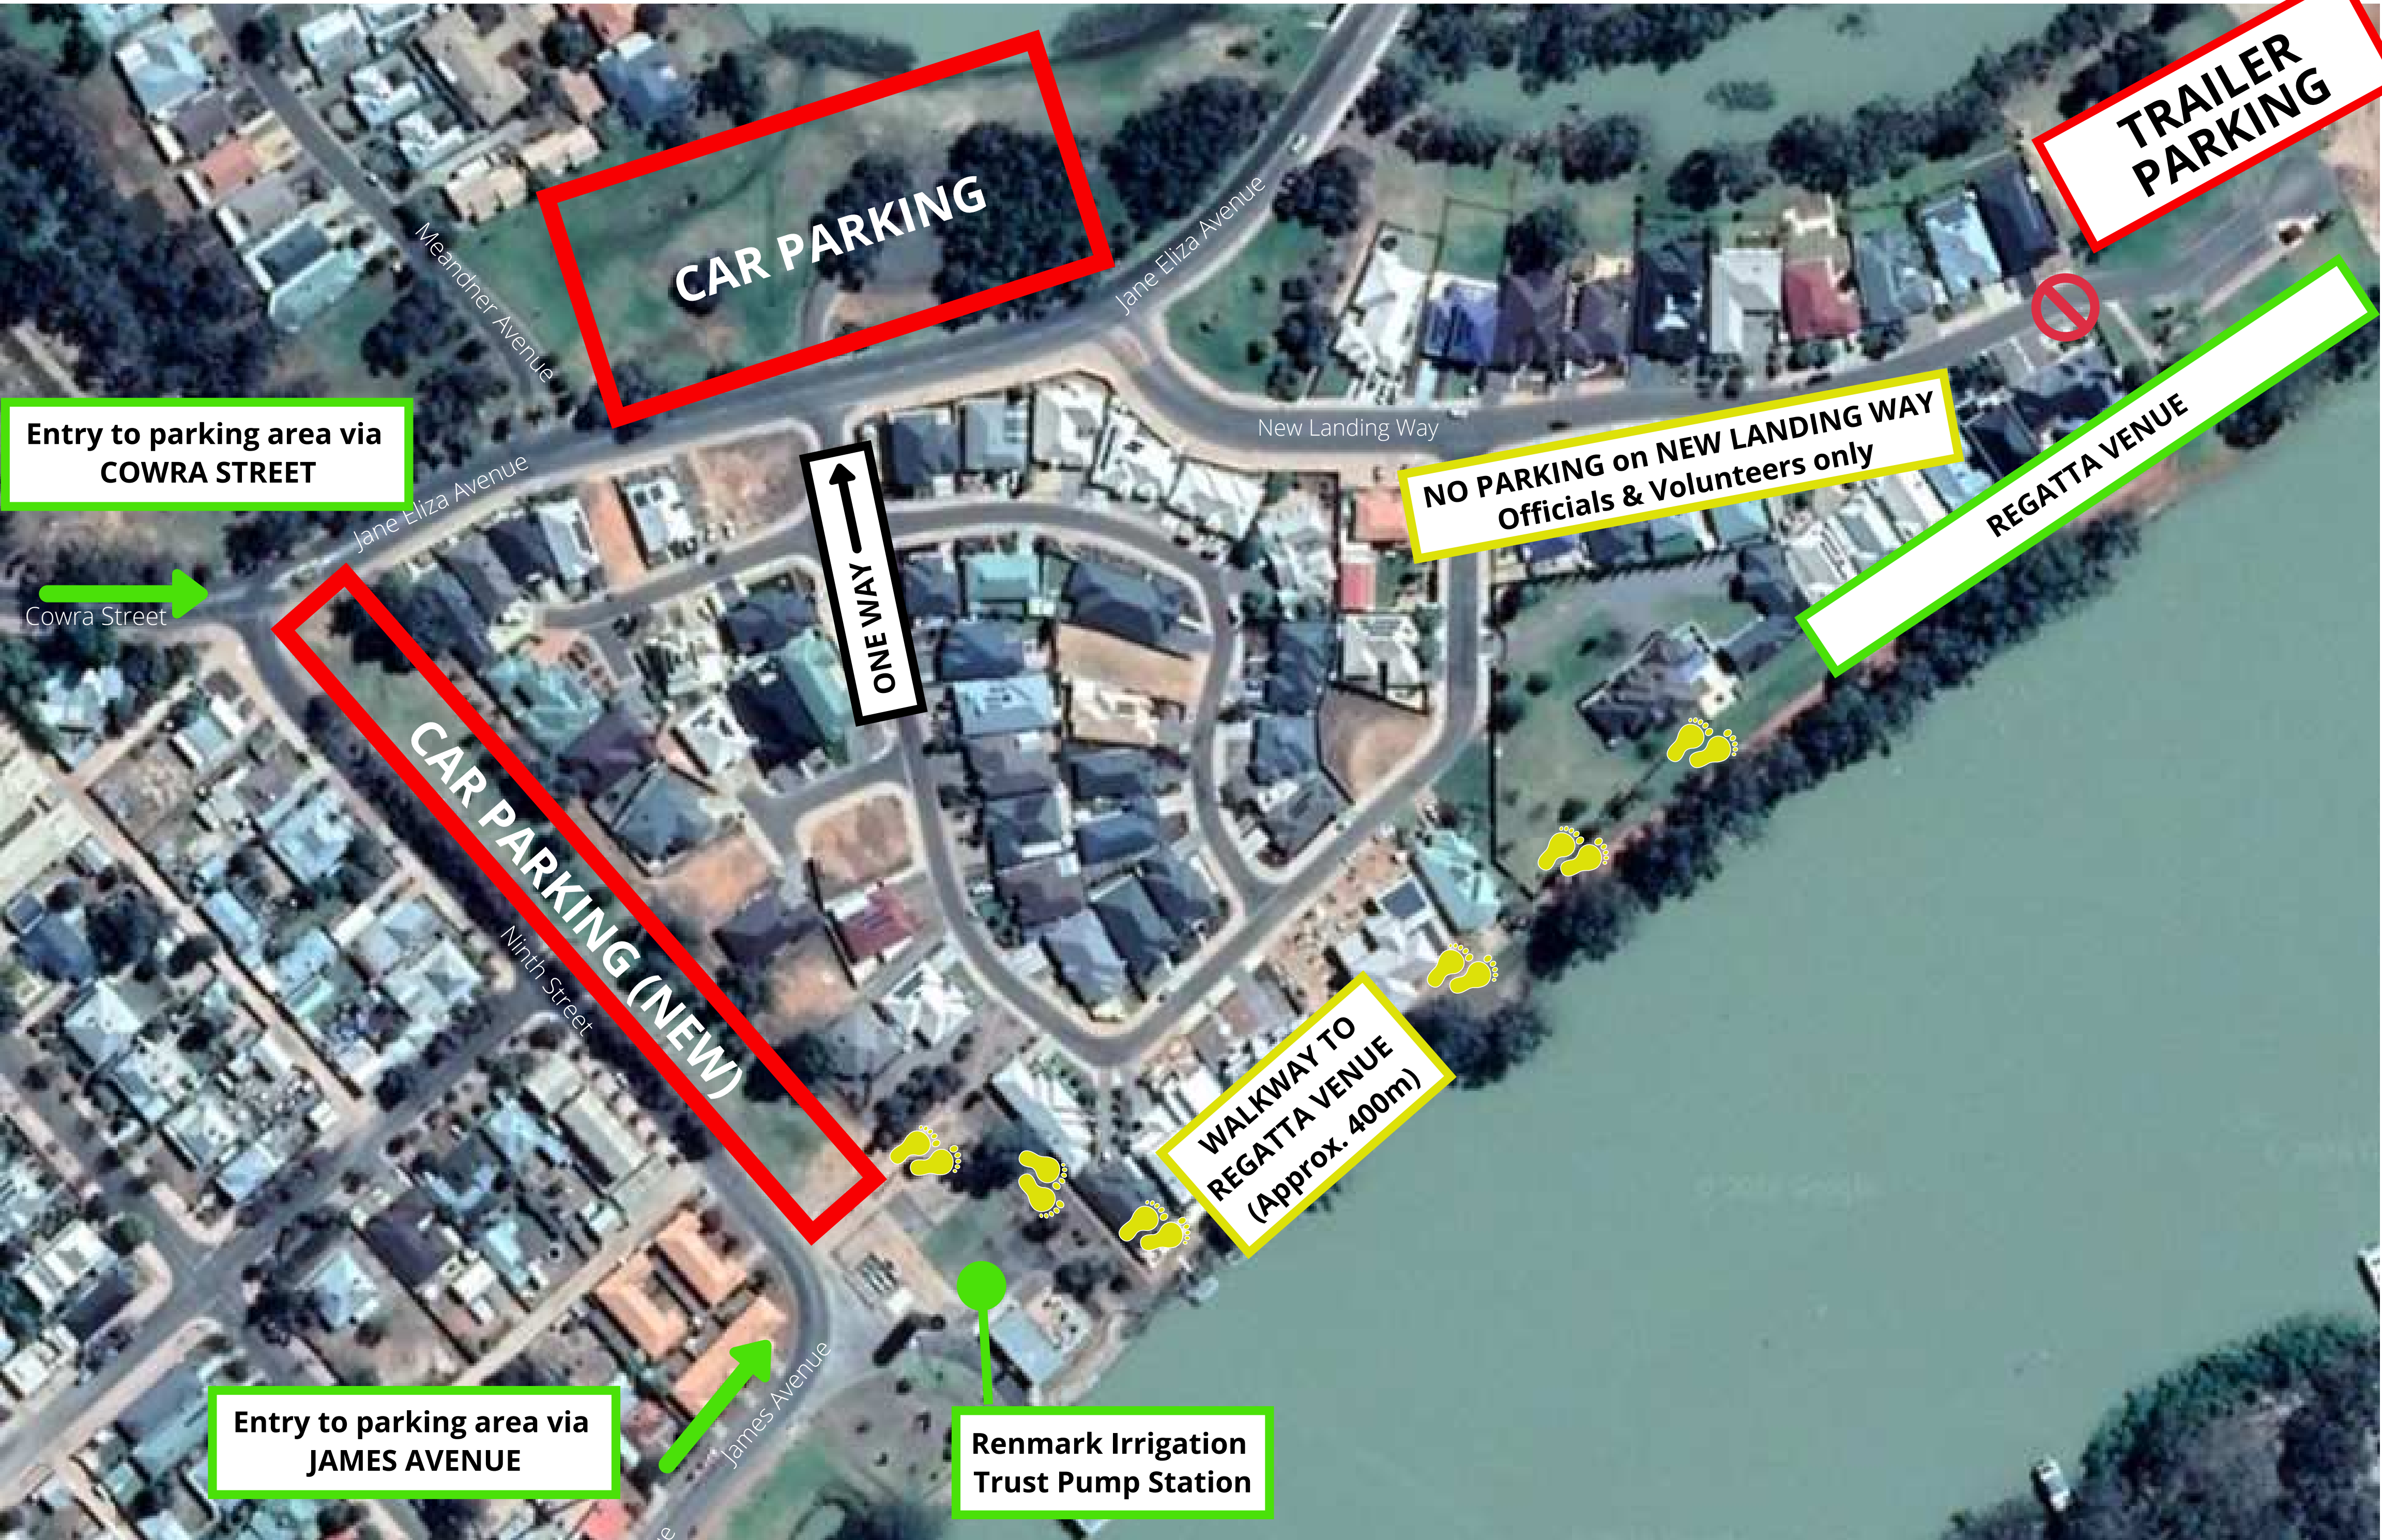 TRAILER
PARKING
CAR PARKING
Jane Eliza Avenue
Meandner Avenue
New Landing Way
NO PARKING on NEW LANDING WAY
Officials & Volunteers only
REGATTA VENUE
Entry to parking area via
COWRA STREET
Jane Eliza Avenue
ONE WAY
Cowra Street
CAR PARKING (NEW)
Ninth Street
WALKWAY TO
REGATTA VENUE
(Approx. 400m)
James Avenue
Entry to parking area via
JAMES AVENUE
Renmark Irrigation
Trust Pump Station